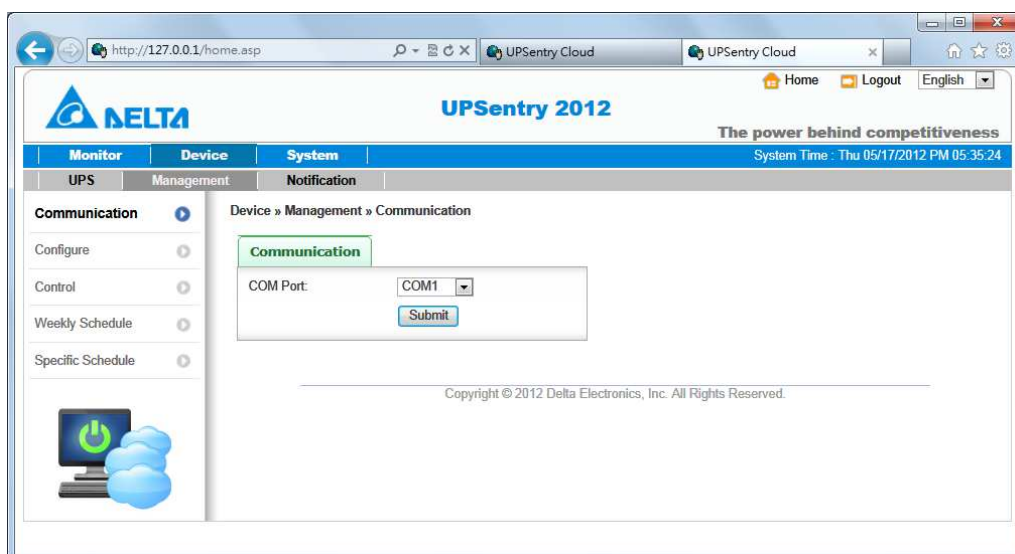 http://127.0.0.1/home.asp UPSentry Cloud UPSentry Cloud
Home Logout English
DELTA UPSentry 2012
The power behind competitiveness
Monitor Device System System Time : Thu 05/17/2012 PM 05:35:24
UPS Management Notification
Communication Device » Management » Communication
Configure Communication
Control COM Port: COM1
Weekly Schedule Submit
Specific Schedule
Copyright © 2012 Delta Electronics, Inc. All Rights Reserved.